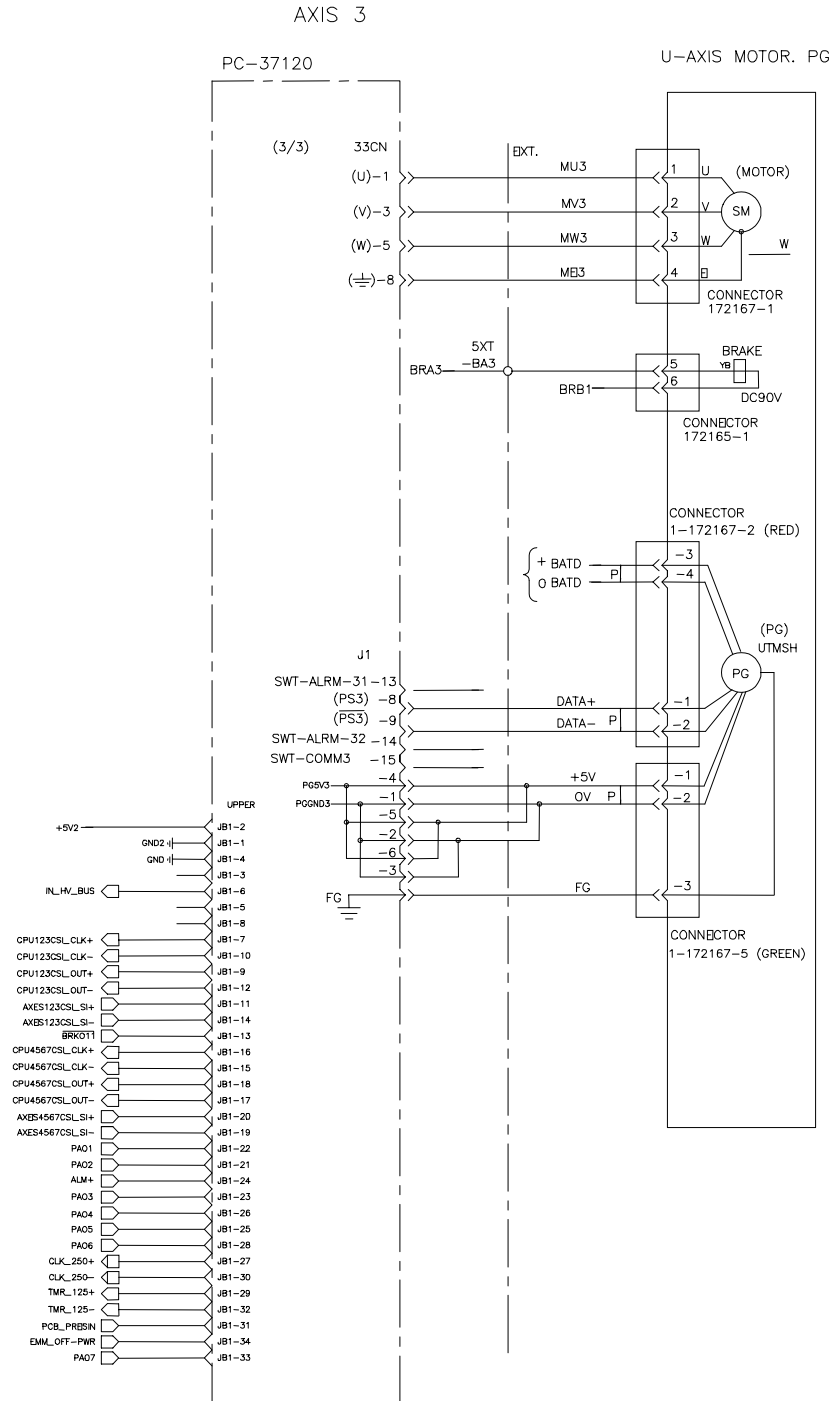 AXIS 3
PC-37120
U-AXIS MOTOR. PG
(3/3)
33CN
EXT.
(U)-1
MU3
1
U
(MOTOR)
(V)-3
MV3
2
V
SM
(W)-5
MW3
3
W
W
( )-8
ME3
4
E
CONNECTOR
172167-1
5XT
-BA3
BRA3
5
YB
BRAKE
BRB1
6
DC90V
CONNECTOR
172165-1
CONNECTOR
1-172167-2 (RED)
+ BATD
-3
0 BATD
P
-4
(PG)
UTMSH
PG
J1
SWT-ALRM-31-13
(PS3) -8
DATA+
-1
(PS3) -9
DATA-
P
-2
SWT-ALRM-32 -14
SWT-COMM3 -15
PG5V3
-4
+5V
-1
PGGND3
-1
0V
P
-2
-5
-2
-6
-3
FG
FG
-3
CONNECTOR
1-172167-5 (GREEN)
UPPER
+5V2
JB1-2
GND2
JB1-1
GND
JB1-4
JB1-3
IN_HV_BUS
JB1-6
JB1-5
JB1-8
CPU123CSL_CLK+
JB1-7
CPU123CSL_CLK-
JB1-10
CPU123CSL_OUT+
JB1-9
CPU123CSL_OUT-
JB1-12
AXES123CSL_SI+
JB1-11
AXES123CSL_SI-
JB1-14
BRKO11
JB1-13
CPU4567CSL_CLK+
JB1-16
CPU4567CSL_CLK-
JB1-15
CPU4567CSL_OUT+
JB1-18
CPU4567CSL_OUT-
JB1-17
AXES4567CSL_SI+
JB1-20
AXES4567CSL_SI-
JB1-19
PAO1
JB1-22
PAO2
JB1-21
ALM+
JB1-24
PAO3
JB1-23
PAO4
JB1-26
PAO5
JB1-25
PAO6
JB1-28
CLK_250+
JB1-27
CLK_250-
JB1-30
TMR_125+
JB1-29
TMR_125-
JB1-32
PCB_PRESIN
JB1-31
EMM_OFF-PWR
JB1-34
PAO7
JB1-33